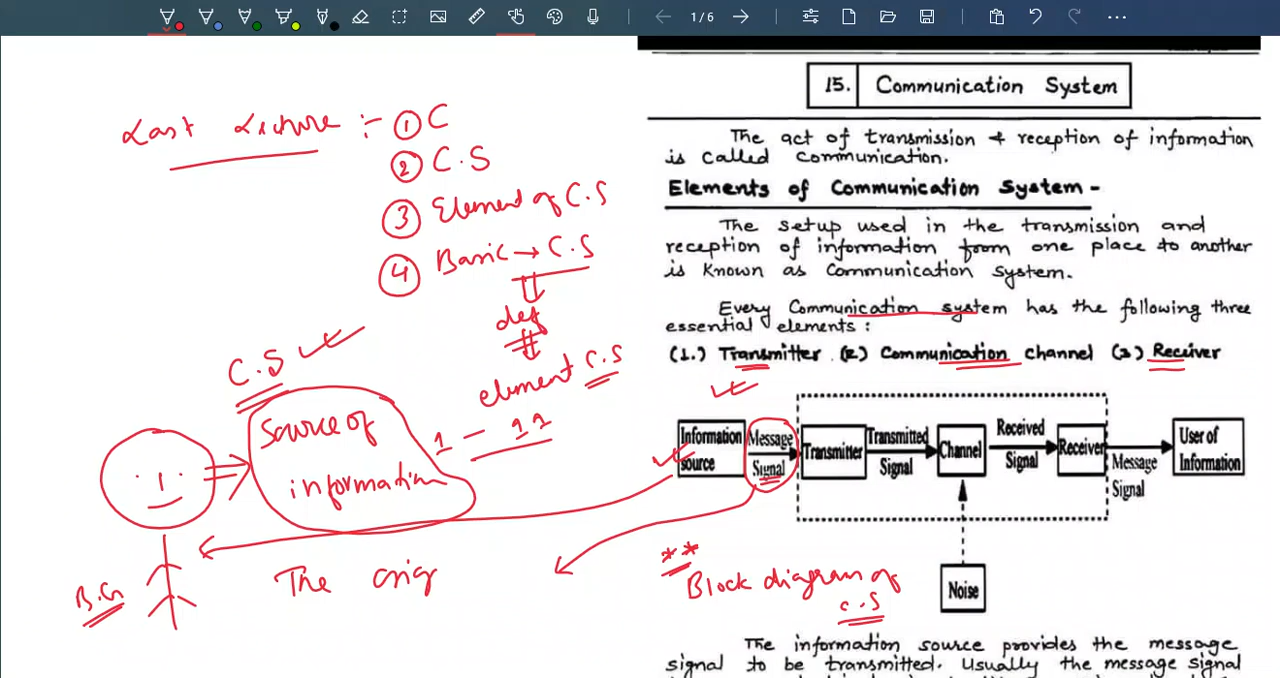 1/6
Last Lecture :- ① C
② C.S
③ Element of C.S
④ Basic → C.S
def
element C.S
1 - 11
C.S
Source of
information
B.G
The orig
15. Communication System
The act of transmission & reception of information
is called Communication.
Elements of Communication System -
The setup used in the transmission and
reception of information from one place to another
is known as Communication system.
Every Communication system has the following three
essential elements :
(1.) Transmitter (2) Communication channel (3) Receiver
Information
source
Message
Signal
Transmitter
Transmitted
Signal
Channel
Received
Signal
Receiver
Message
Signal
User of
Information
Noise
**
Block diagram of
C.S
The information source provides the message
signal to be transmitted. Usually the message signal